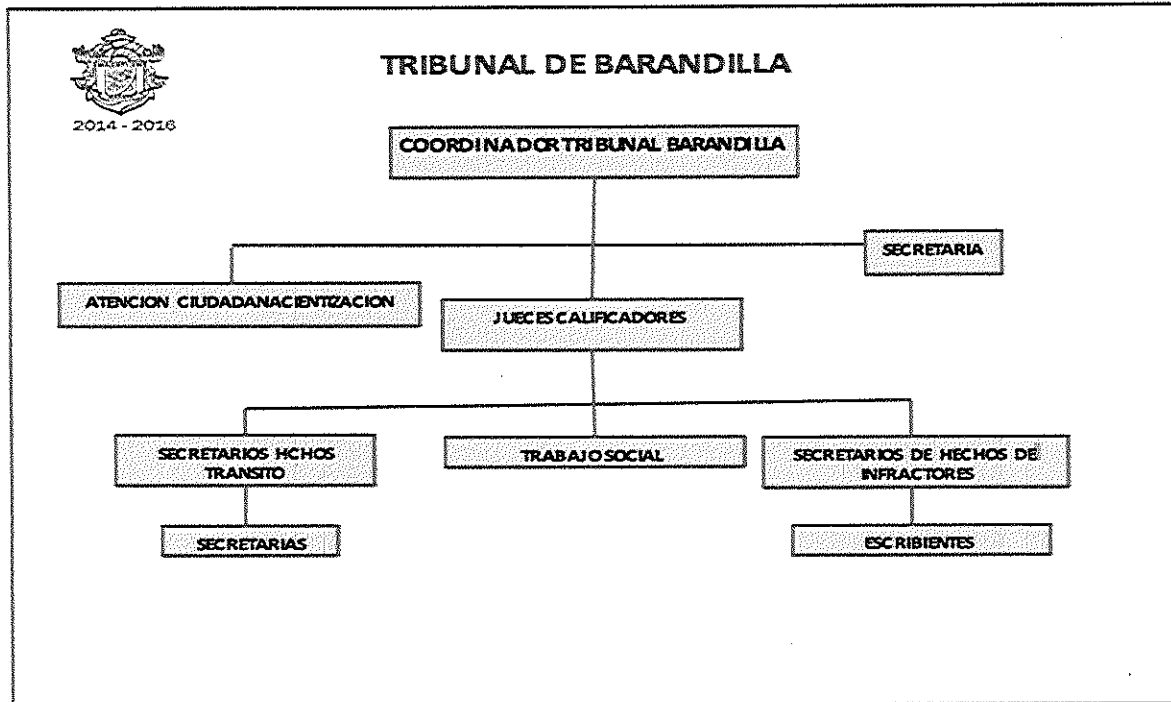 TRIBUNAL DE BARANDILLA
2014 - 2016
COORDINADOR TRIBUNAL BARANDILLA
SECRETARIA
ATENCION CIUDADANACIENTIZACION
JUECES CALIFICADORES
SECRETARIOS HCHOS
TRANSITO
TRABAJO SOCIAL
SECRETARIOS DE HECHOS DE
INFRACTORES
SECRETARIAS
ESCRIBIENTES